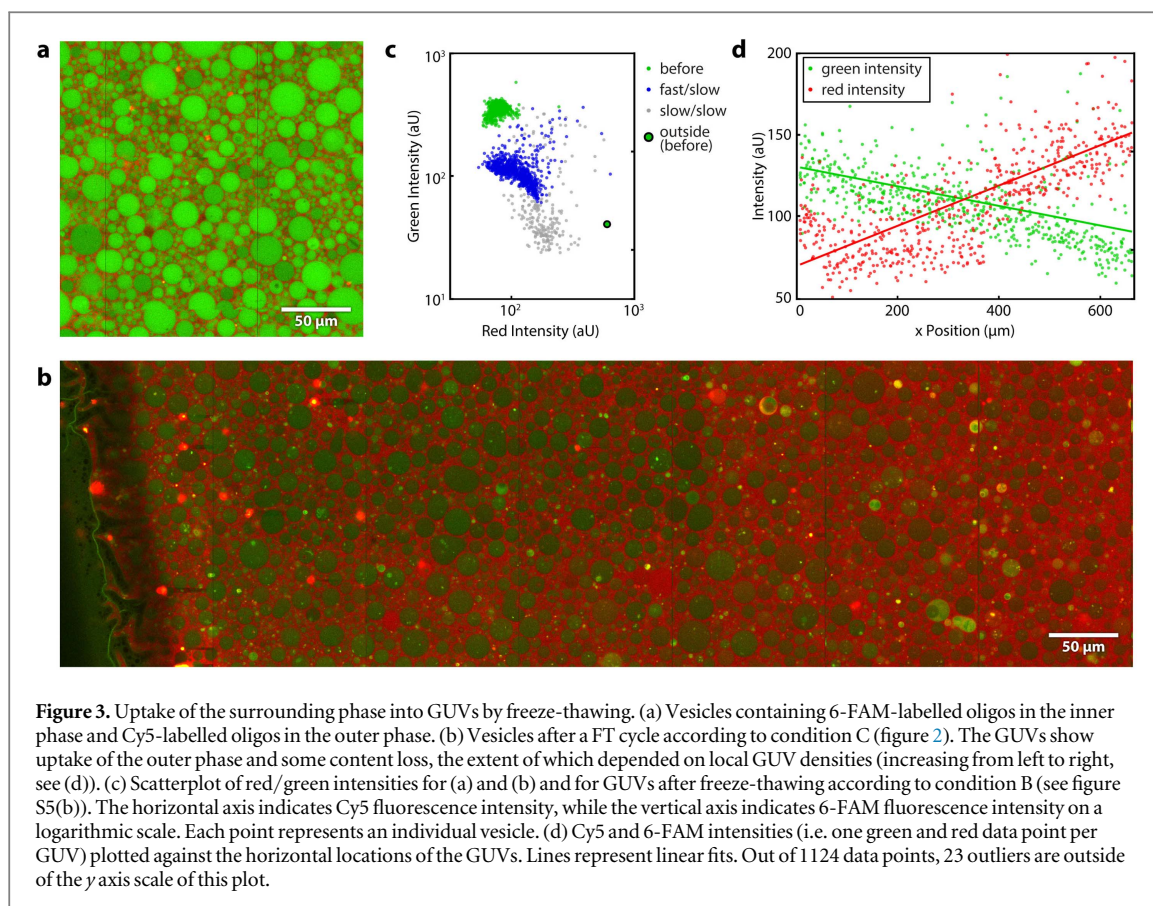 a
50 µm
c
10³
10²
10¹
Green Intensity (aU)
10²
10³
Red Intensity (aU)
before
fast/slow
slow/slow
outside
(before)
d
200
150
100
50
Intensity (aU)
green intensity
red intensity
0
200
400
600
x Position (µm)
b
50 µm
Figure 3. Uptake of the surrounding phase into GUVs by freeze-thawing. (a) Vesicles containing 6-FAM-labelled oligos in the inner
phase and Cy5-labelled oligos in the outer phase. (b) Vesicles after a FT cycle according to condition C (figure 2). The GUVs show
uptake of the outer phase and some content loss, the extent of which depended on local GUV densities (increasing from left to right,
see (d)). (c) Scatterplot of red/green intensities for (a) and (b) and for GUVs after freeze-thawing according to condition B (see figure
S5(b)). The horizontal axis indicates Cy5 fluorescence intensity, while the vertical axis indicates 6-FAM fluorescence intensity on a
logarithmic scale. Each point represents an individual vesicle. (d) Cy5 and 6-FAM intensities (i.e. one green and red data point per
GUV) plotted against the horizontal locations of the GUVs. Lines represent linear fits. Out of 1124 data points, 23 outliers are outside
of the y axis scale of this plot.